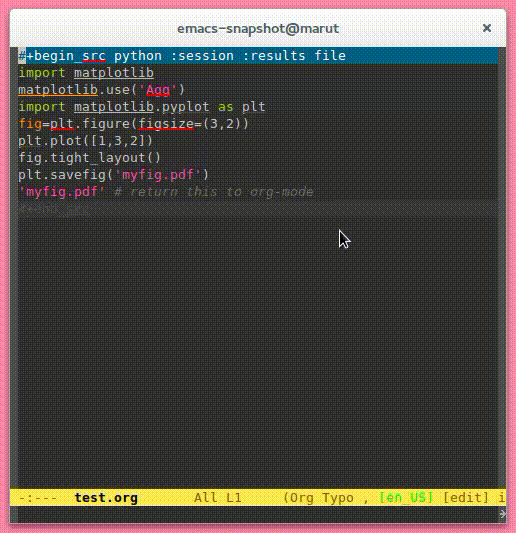 emacs-snapshot@marut
#+begin_src python :session :results file
import matplotlib
matplotlib.use('Agg')
import matplotlib.pyplot as plt
fig=plt.figure(figsize=(3,2))
plt.plot([1,3,2])
fig.tight_layout()
plt.savefig('myfig.pdf')
'myfig.pdf' # return this to org-mode
#+end_src
-:--- test.org All L1 (Org Typo , [en_US] [edit] i